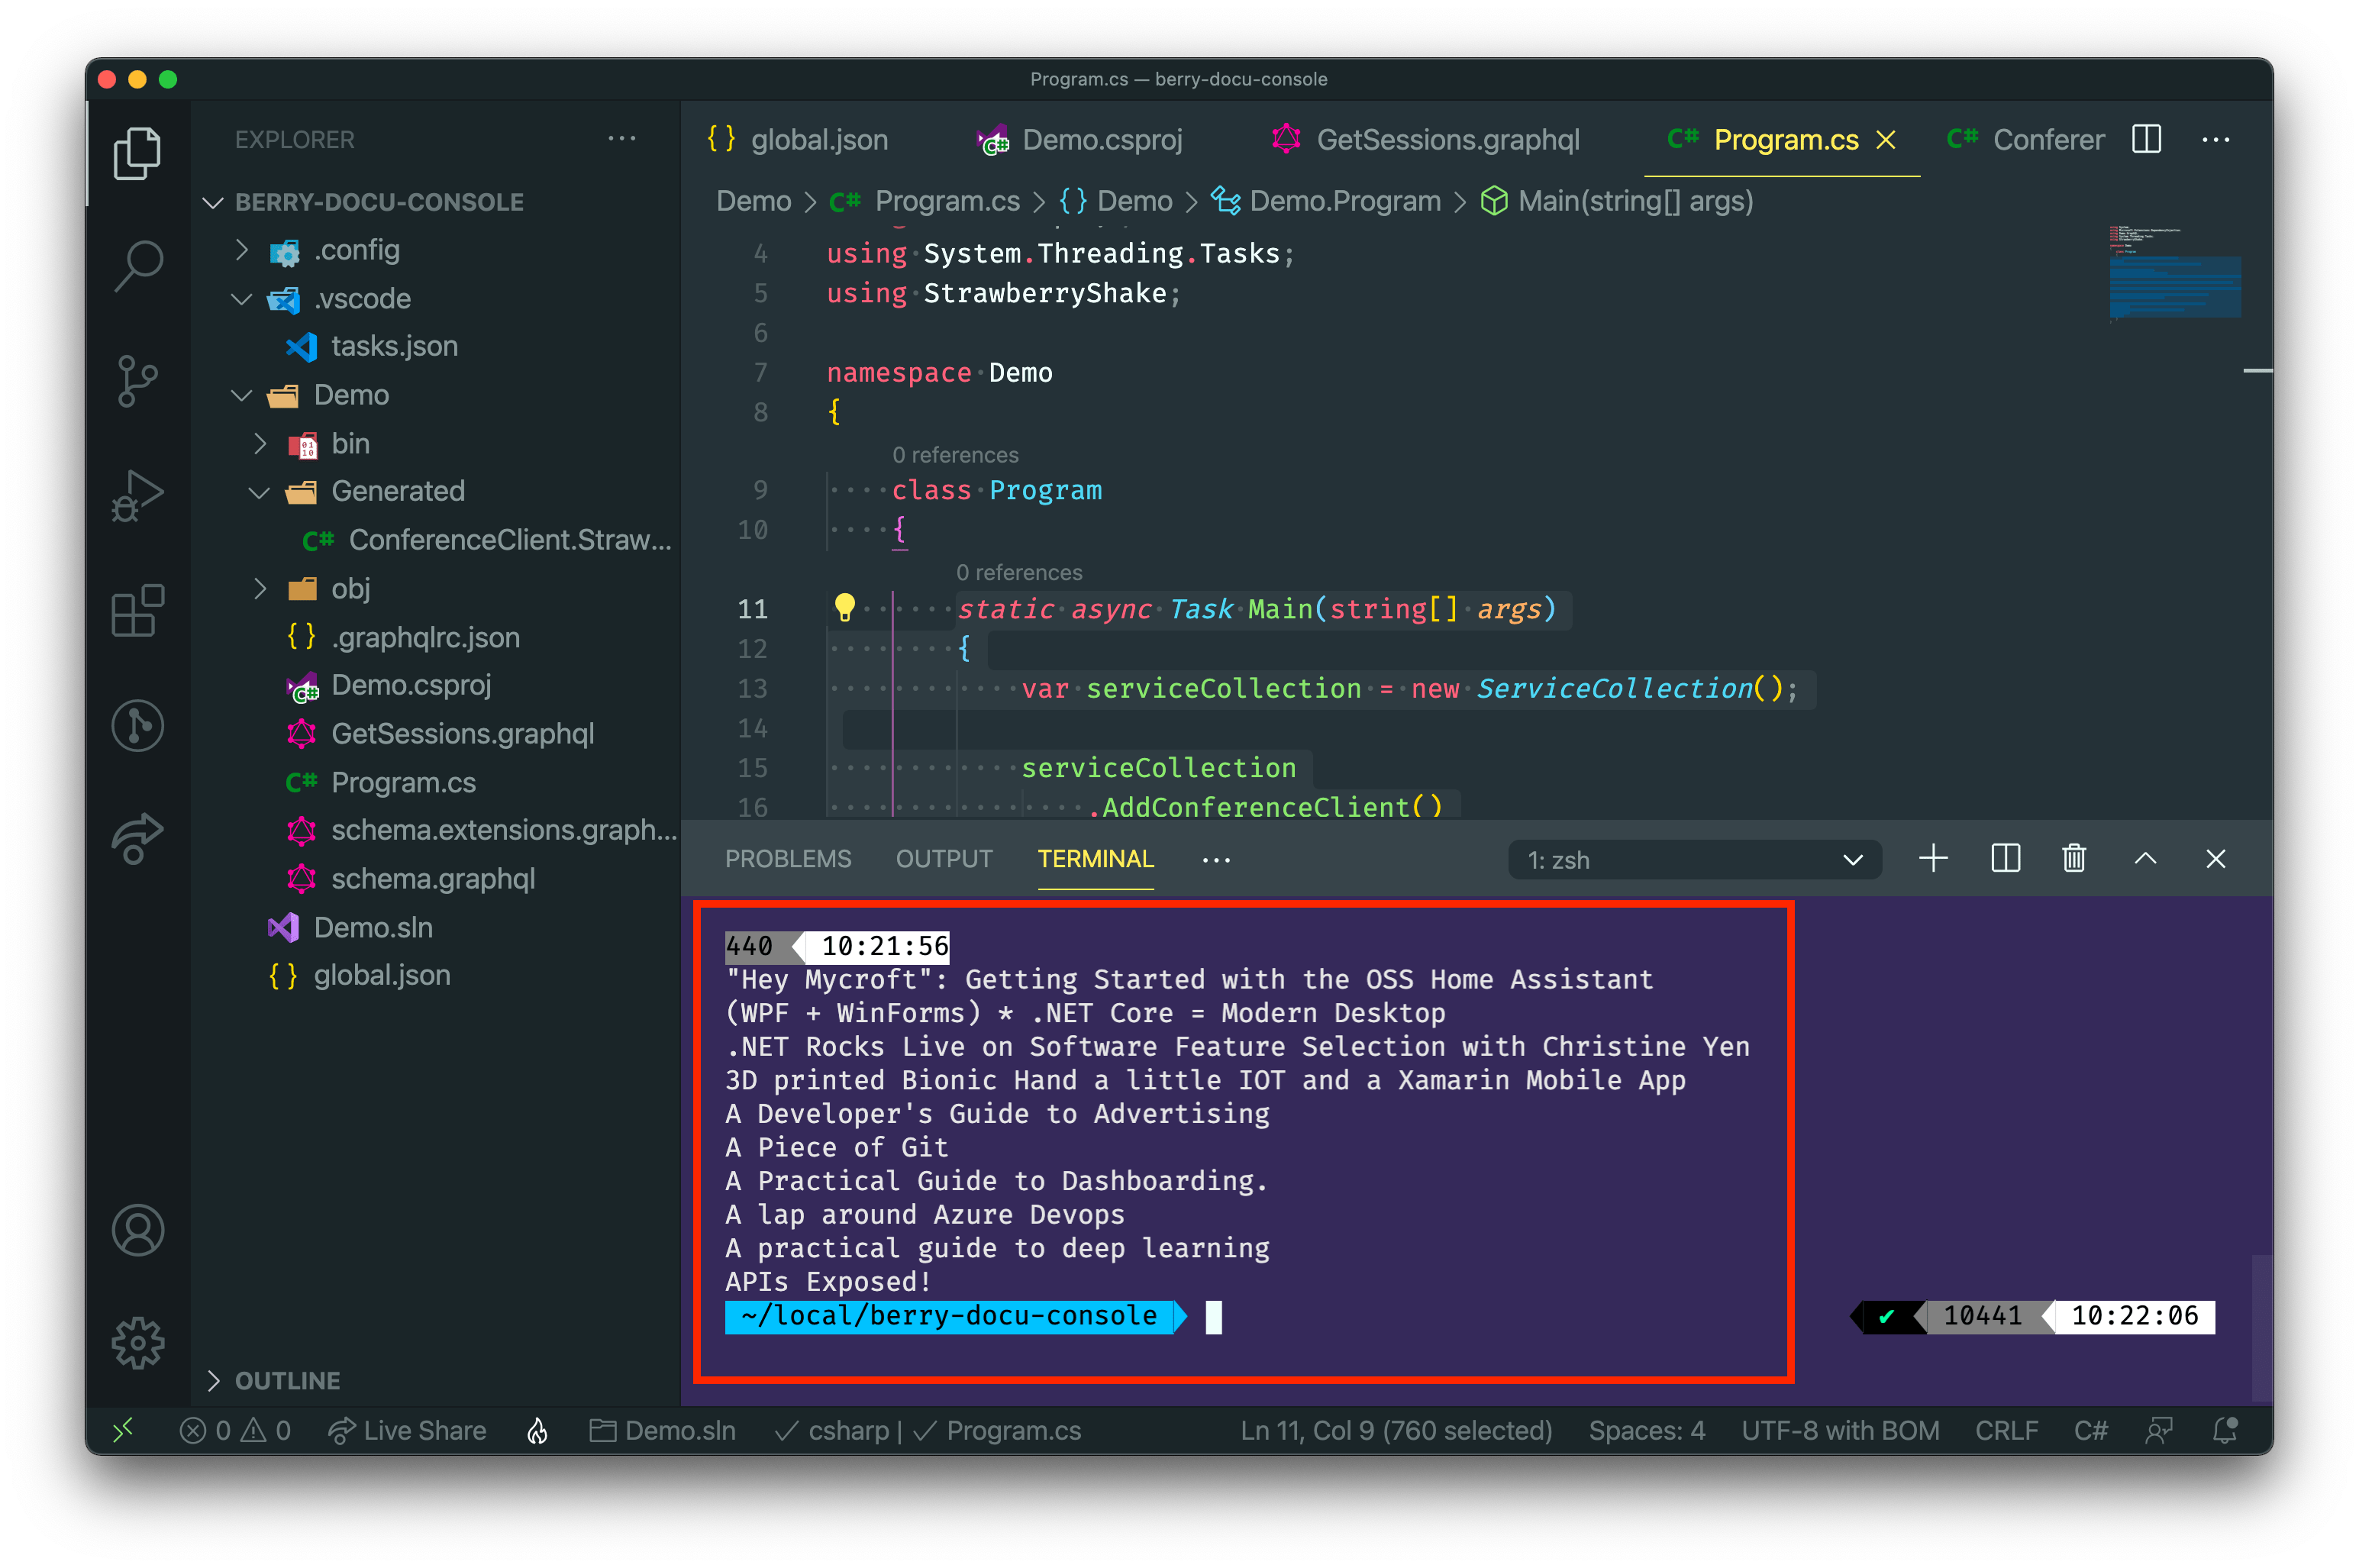 Program.cs — berry-docu-console
EXPLORER
BERRY-DOCU-CONSOLE
.config
.vscode
tasks.json
Demo
bin
Generated
ConferenceClient.Straw...
obj
.graphqlrc.json
Demo.csproj
GetSessions.graphql
Program.cs
schema.extensions.graph...
schema.graphql
Demo.sln
global.json
OUTLINE
{} global.json Demo.csproj GetSessions.graphql C# Program.cs C# Conferer
Demo > C# Program.cs > {} Demo > Demo.Program > Main(string[] args)
4 using System.Threading.Tasks;
5 using StrawberryShake;
6
7 namespace Demo
8 {
0 references
9 class Program
10 {
0 references
11 static async Task Main(string[] args)
12 {
13 var serviceCollection = new ServiceCollection();
14
15 serviceCollection
16 .AddConferenceClient()
PROBLEMS OUTPUT TERMINAL ... 1: zsh
440 10:21:56
"Hey Mycroft": Getting Started with the OSS Home Assistant
(WPF + WinForms) * .NET Core = Modern Desktop
.NET Rocks Live on Software Feature Selection with Christine Yen
3D printed Bionic Hand a little IOT and a Xamarin Mobile App
A Developer's Guide to Advertising
A Piece of Git
A Practical Guide to Dashboarding.
A lap around Azure Devops
A practical guide to deep learning
APIs Exposed!
~/local/berry-docu-console ✔ 10441 10:22:06
0 0 Live Share Demo.sln ✓ csharp | ✓ Program.cs Ln 11, Col 9 (760 selected) Spaces: 4 UTF-8 with BOM CRLF C#